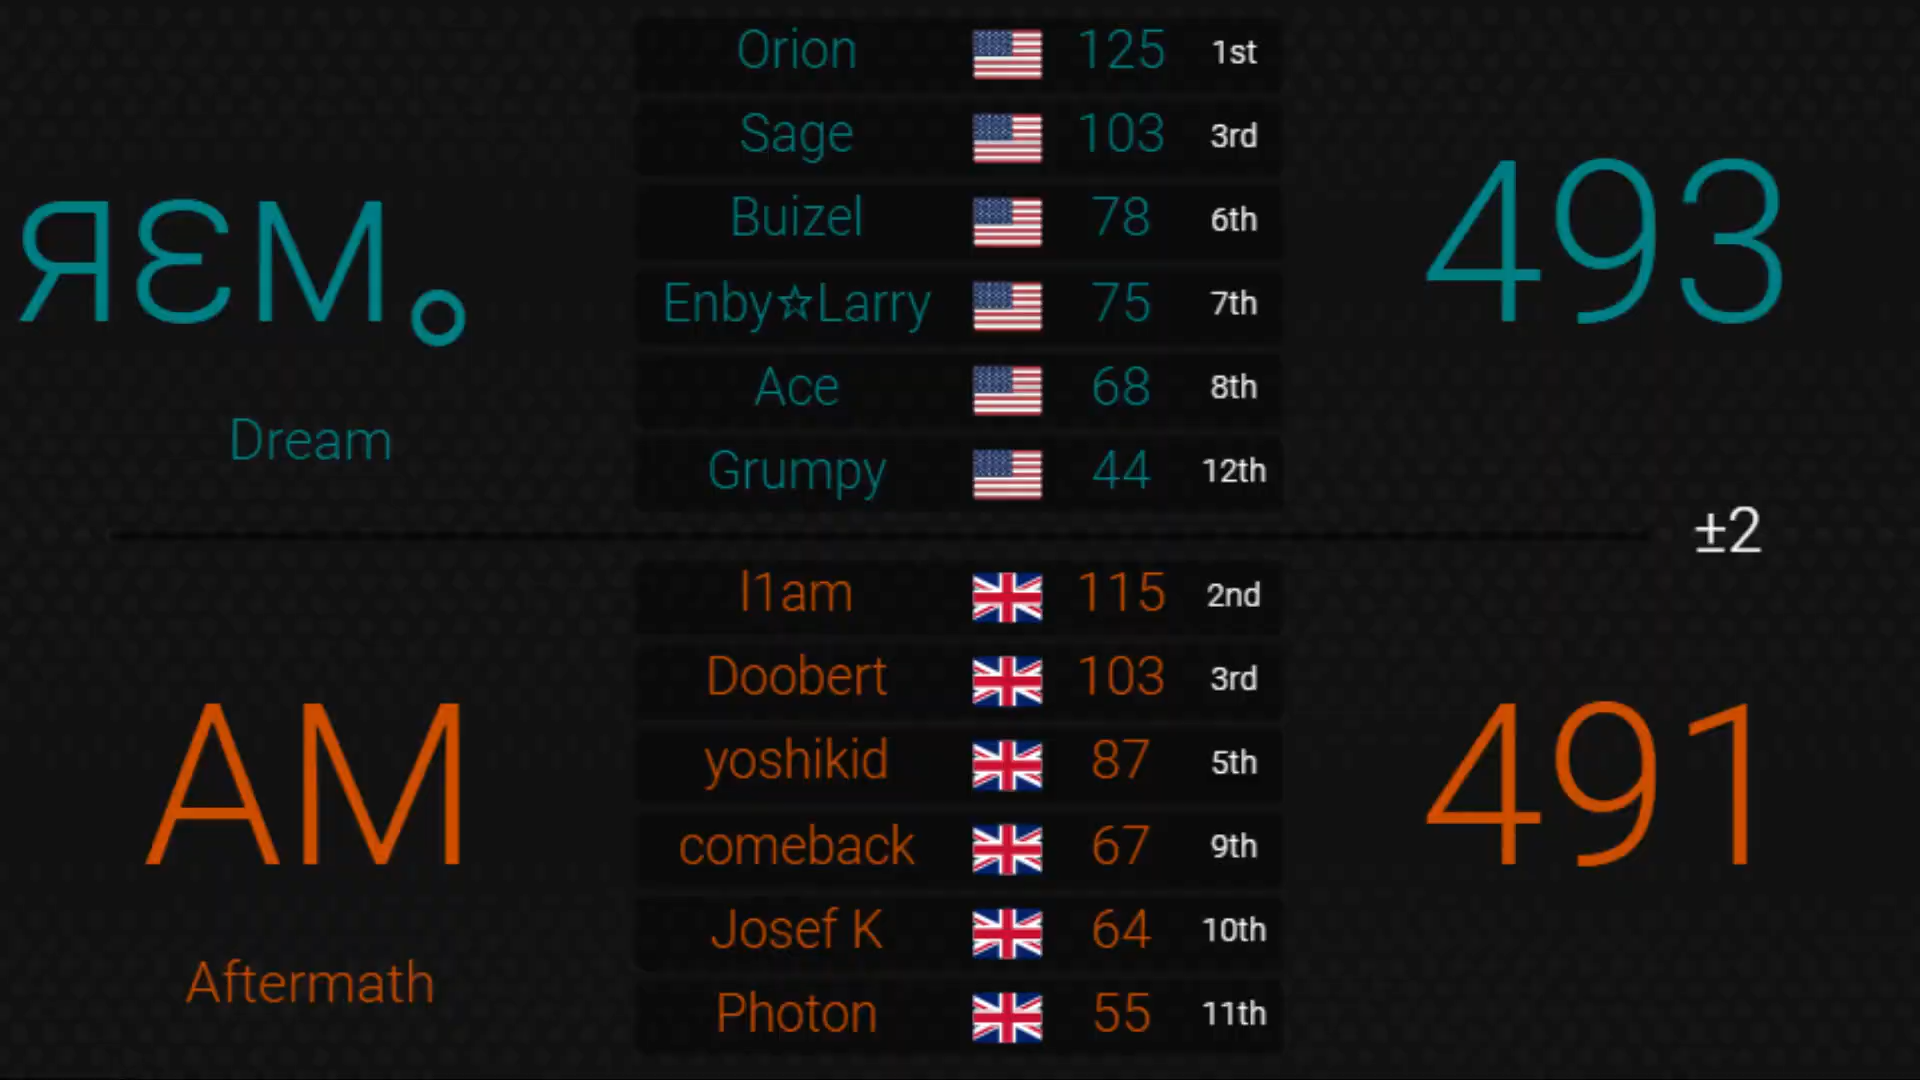 ЯƐM。
Dream
Orion 125 1st
Sage 103 3rd
Buizel 78 6th
Enby☆Larry 75 7th
Ace 68 8th
Grumpy 44 12th
493
±2
AM
Aftermath
l1am 115 2nd
Doobert 103 3rd
yoshikid 87 5th
comeback 67 9th
Josef K 64 10th
Photon 55 11th
491